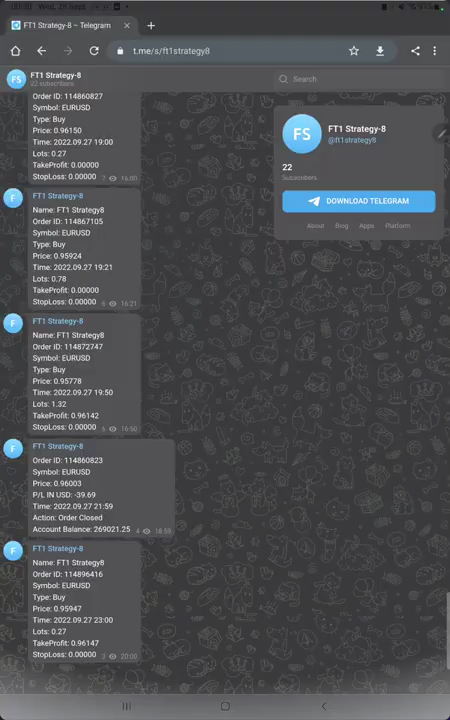 FT1 Strategy-8 – Telegram
t.me/s/ft1strategy8
FS
FT1 Strategy-8
22 subscribers
Search
Order ID: 114860827
Symbol: EURUSD
Type: Buy
Price: 0.96150
Time: 2022.09.27 19:00
Lots: 0.27
TakeProfit: 0.00000
StopLoss: 0.00000 7 16:00
FS
FT1 Strategy-8
@ft1strategy8
22
Subscribers
DOWNLOAD TELEGRAM
About Blog Apps Platform
F
FT1 Strategy-8
Name: FT1 Strategy8
Order ID: 114867105
Symbol: EURUSD
Type: Buy
Price: 0.95924
Time: 2022.09.27 19:21
Lots: 0.78
TakeProfit: 0.00000
StopLoss: 0.00000 6 16:21
F
FT1 Strategy-8
Name: FT1 Strategy8
Order ID: 114872747
Symbol: EURUSD
Type: Buy
Price: 0.95778
Time: 2022.09.27 19:50
Lots: 1.32
TakeProfit: 0.96142
StopLoss: 0.00000 6 16:50
F
FT1 Strategy-8
Order ID: 114860823
Symbol: EURUSD
Price: 0.96003
P/L IN USD: -39.69
Time: 2022.09.27 21:59
Action: Order Closed
Account Balance: 269021.25 4 18:59
F
FT1 Strategy-8
Name: FT1 Strategy8
Order ID: 114896416
Symbol: EURUSD
Type: Buy
Price: 0.95947
Time: 2022.09.27 23:00
Lots: 0.27
TakeProfit: 0.96147
StopLoss: 0.00000 3 20:00